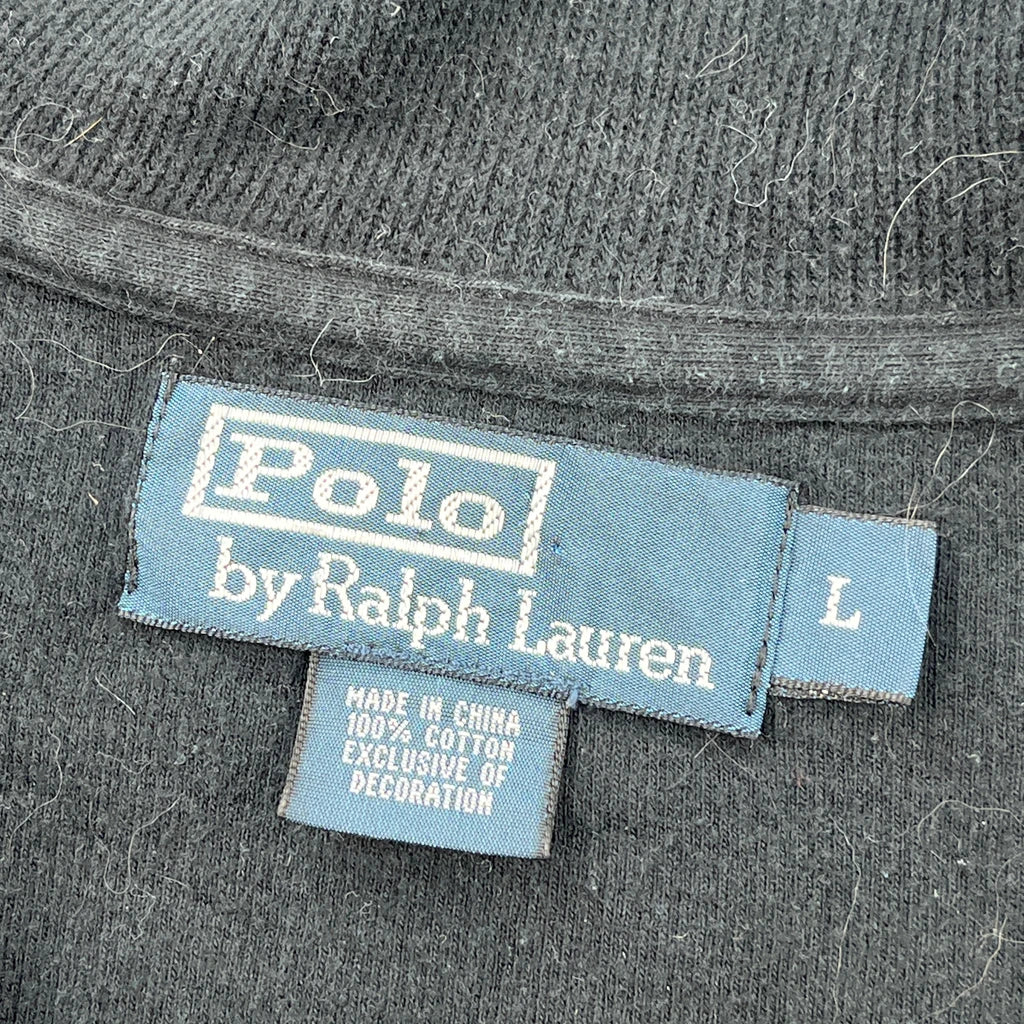 Polo
by Ralph Lauren
L
MADE IN CHINA
100% COTTON
EXCLUSIVE OF
DECORATION